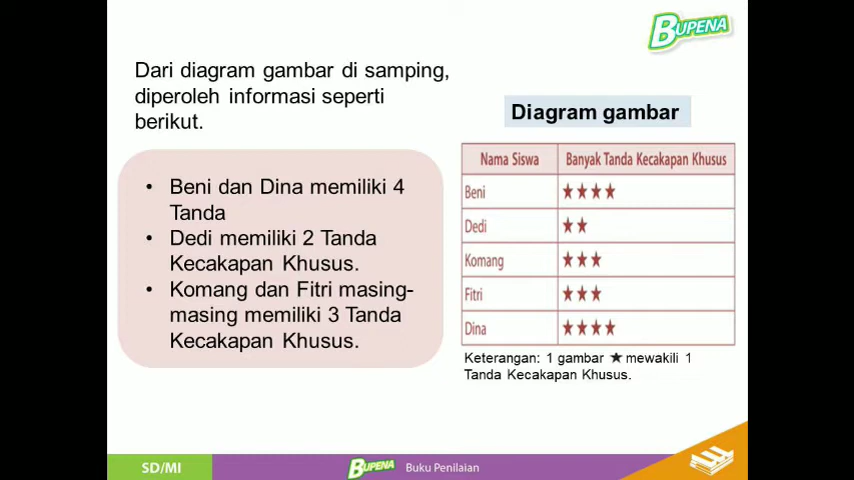 BUPENA
Dari diagram gambar di samping,
diperoleh informasi seperti
berikut.
• Beni dan Dina memiliki 4
Tanda
• Dedi memiliki 2 Tanda
Kecakapan Khusus.
• Komang dan Fitri masing-
masing memiliki 3 Tanda
Kecakapan Khusus.
Diagram gambar
Nama Siswa Banyak Tanda Kecakapan Khusus
Beni ★★★★
Dedi ★★
Komang ★★★
Fitri ★★★
Dina ★★★★
Keterangan: 1 gambar ★ mewakili 1
Tanda Kecakapan Khusus.
SD/MI
BUPENA Buku Penilaian